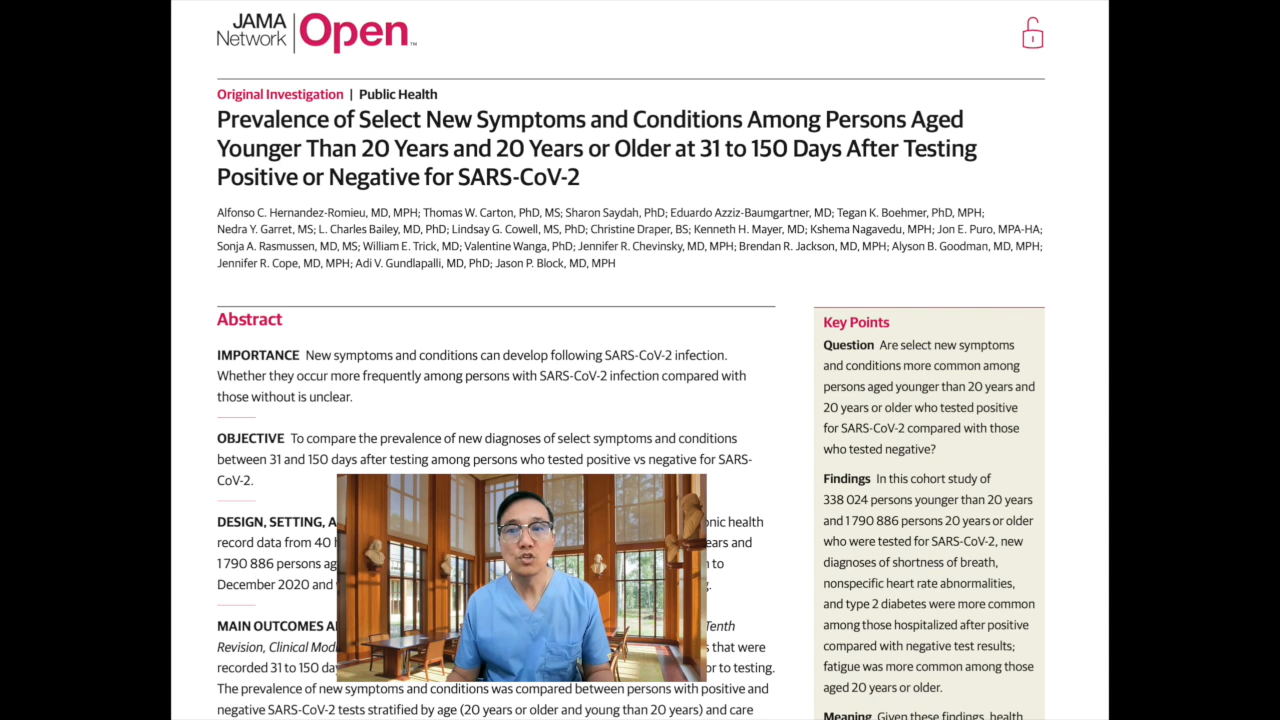 JAMA
Network
Open™
Original Investigation | Public Health
Prevalence of Select New Symptoms and Conditions Among Persons Aged
Younger Than 20 Years and 20 Years or Older at 31 to 150 Days After Testing
Positive or Negative for SARS-CoV-2
Alfonso C. Hernandez-Romieu, MD, MPH; Thomas W. Carton, PhD, MS; Sharon Saydah, PhD; Eduardo Azziz-Baumgartner, MD; Tegan K. Boehmer, PhD, MPH;
Nedra Y. Garret, MS; L. Charles Bailey, MD, PhD; Lindsay G. Cowell, MS, PhD; Christine Draper, BS; Kenneth H. Mayer, MD; Kshema Nagavedu, MPH; Jon E. Puro, MPA-HA;
Sonja A. Rasmussen, MD, MS; William E. Trick, MD; Valentine Wanga, PhD; Jennifer R. Chevinsky, MD, MPH; Brendan R. Jackson, MD, MPH; Alyson B. Goodman, MD, MPH;
Jennifer R. Cope, MD, MPH; Adi V. Gundlapalli, MD, PhD; Jason P. Block, MD, MPH
Abstract
IMPORTANCE New symptoms and conditions can develop following SARS-CoV-2 infection.
Whether they occur more frequently among persons with SARS-CoV-2 infection compared with
those without is unclear.
OBJECTIVE To compare the prevalence of new diagnoses of select symptoms and conditions
between 31 and 150 days after testing among persons who tested positive vs negative for SARS-
CoV-2.
DESIGN, SETTING, A onic health
record data from 40 h ears and
1 790 886 persons ag n to
December 2020 and g.
MAIN OUTCOMES A Tenth
Revision, Clinical Modi s that were
recorded 31 to 150 da or to testing.
The prevalence of new symptoms and conditions was compared between persons with positive and
negative SARS-CoV-2 tests stratified by age (20 years or older and young than 20 years) and care
Key Points
Question Are select new symptoms
and conditions more common among
persons aged younger than 20 years and
20 years or older who tested positive
for SARS-CoV-2 compared with those
who tested negative?
Findings In this cohort study of
338 024 persons younger than 20 years
and 1 790 886 persons 20 years or older
who were tested for SARS-CoV-2, new
diagnoses of shortness of breath,
nonspecific heart rate abnormalities,
and type 2 diabetes were more common
among those hospitalized after positive
compared with negative test results;
fatigue was more common among those
aged 20 years or older.
Meaning Given these findings, health